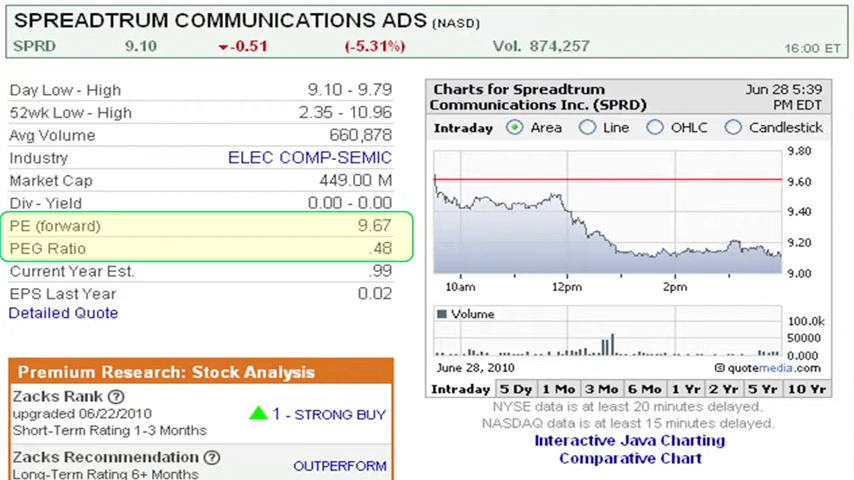 SPREADTRUM COMMUNICATIONS ADS (NASD)
SPRD 9.10 -0.51 (-5.31%) Vol. 874,257 16:00 ET
Day Low - High 9.10 - 9.79
52wk Low - High 2.35 - 10.96
Avg Volume 660,878
Industry ELEC COMP-SEMIC
Market Cap 449.00 M
Div - Yield 0.00 - 0.00
PE (forward) 9.67
PEG Ratio .48
Current Year Est. .99
EPS Last Year 0.02
Detailed Quote
Premium Research: Stock Analysis
Zacks Rank ?
upgraded 06/22/2010
Short-Term Rating 1-3 Months
1 - STRONG BUY
Zacks Recommendation ?
Long-Term Rating 6+ Months
OUTPERFORM
Charts for Spreadtrum
Communications Inc. (SPRD)
Jun 28 5:39
PM EDT
Intraday Area Line OHLC Candlestick
9.80
9.60
9.40
9.20
9.00
10am 12pm 2pm
Volume
100.0k
50000
0.000
June 28, 2010 © quotemedia.com
Intraday 5 Dy 1 Mo 3 Mo 6 Mo 1 Yr 2 Yr 5 Yr 10 Yr
NYSE data is at least 20 minutes delayed.
NASDAQ data is at least 15 minutes delayed.
Interactive Java Charting
Comparative Chart